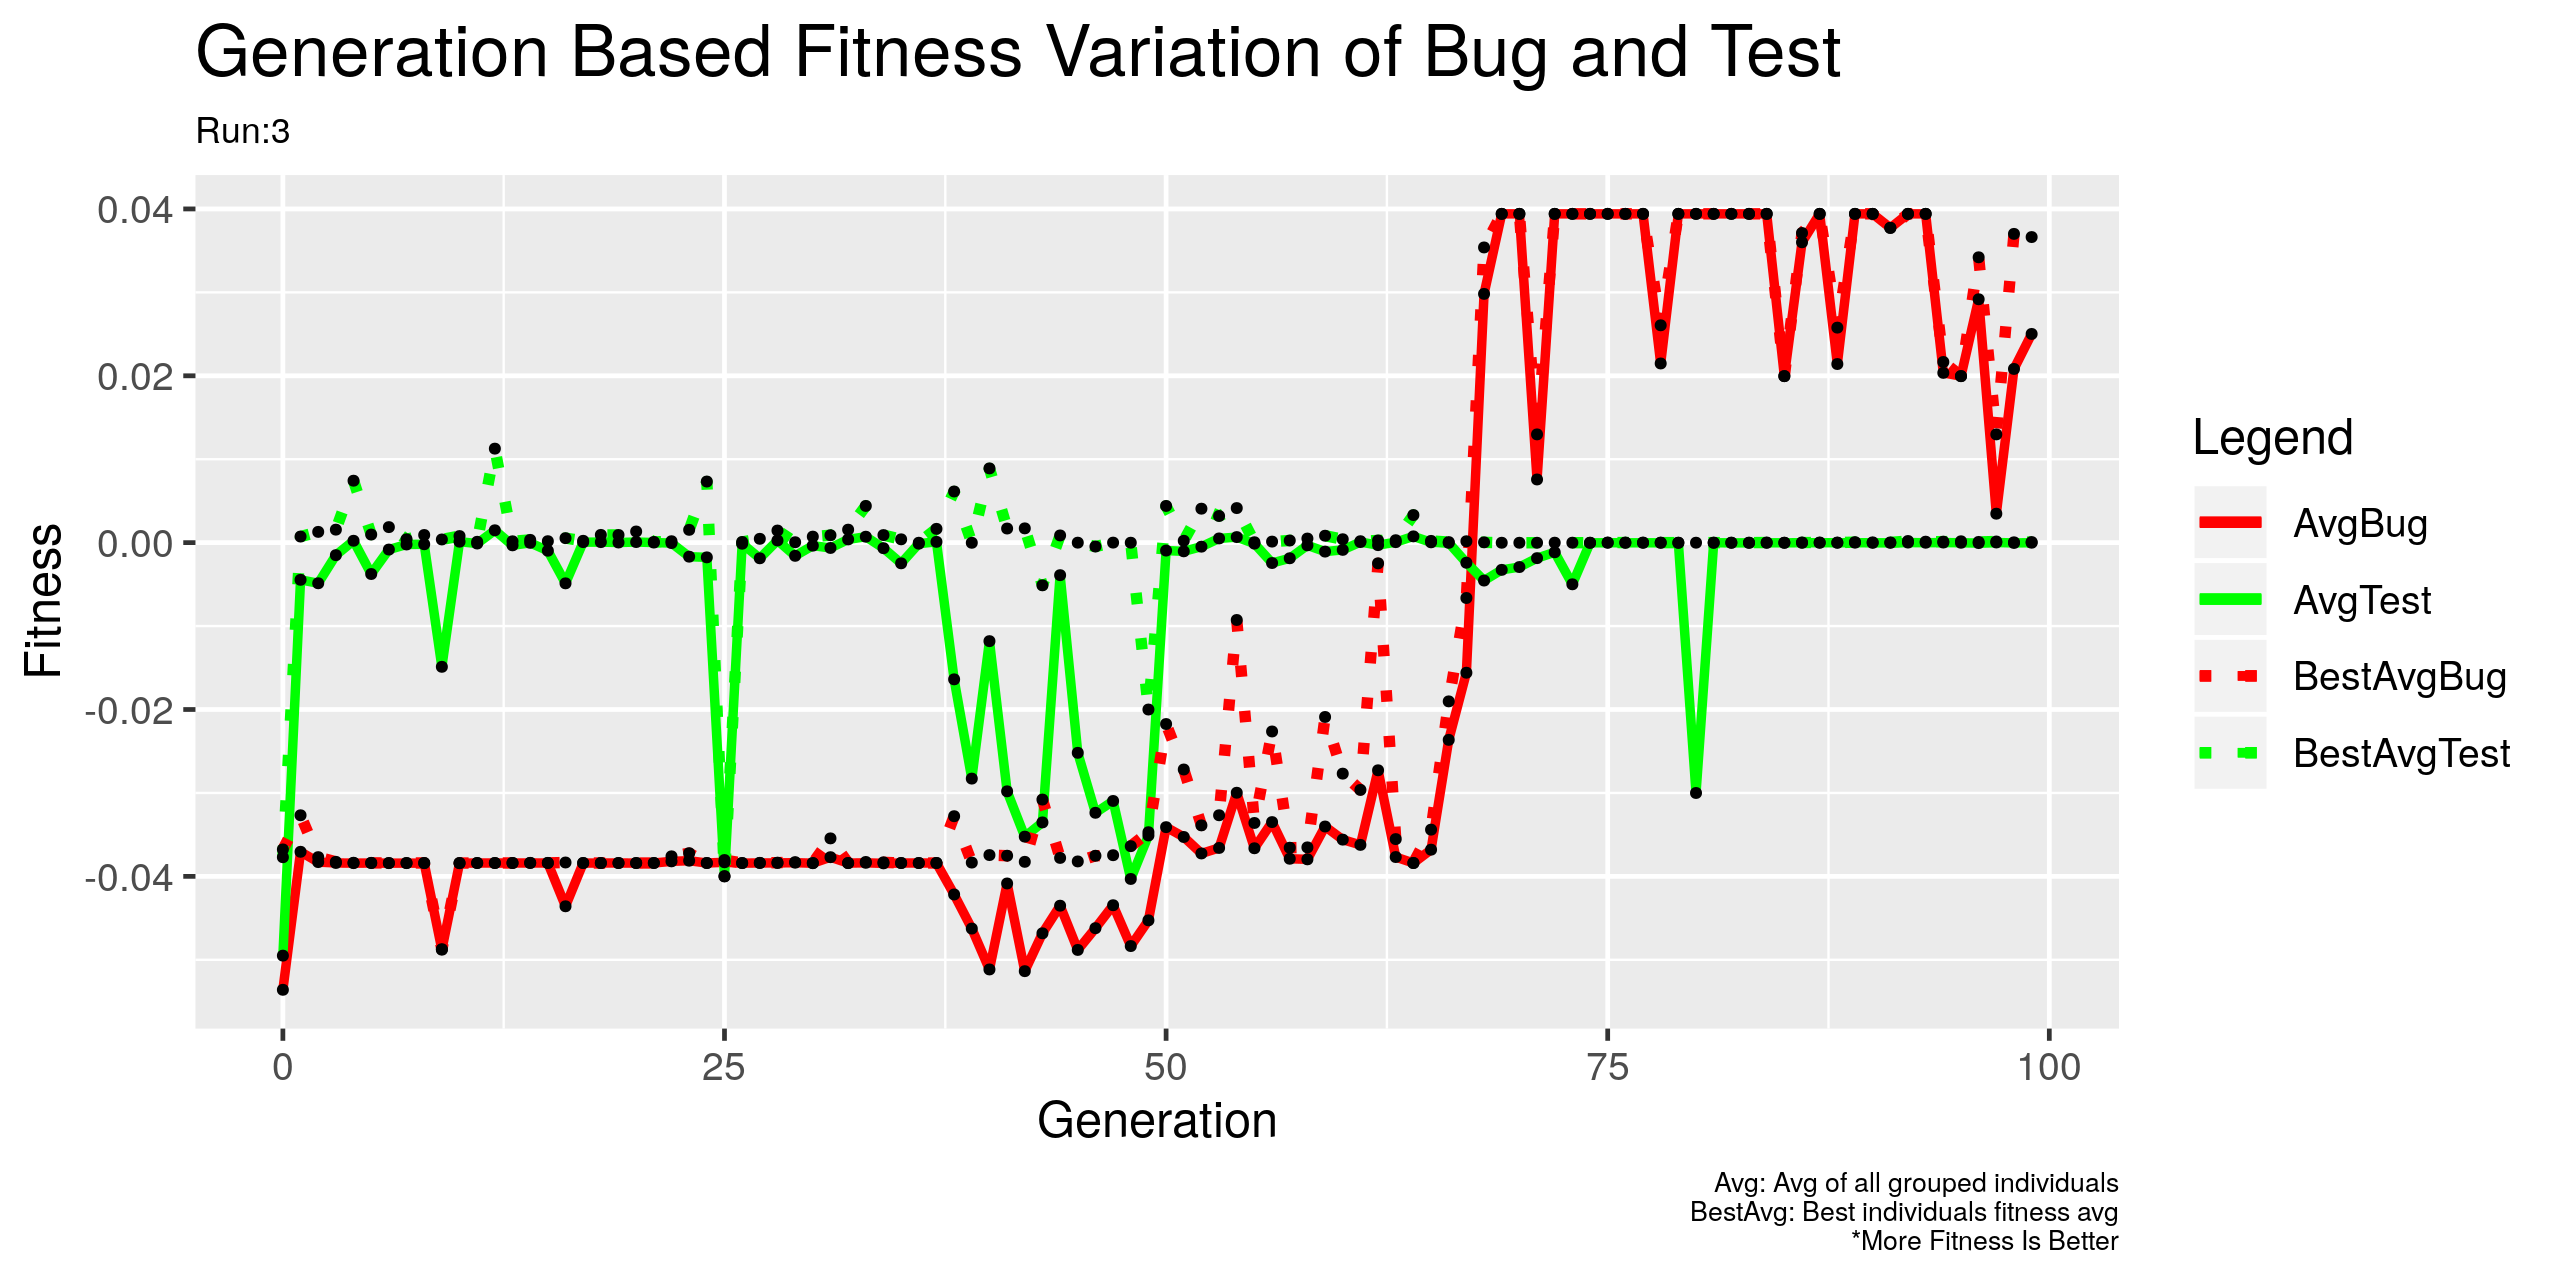 Generation Based Fitness Variation of Bug and Test
Run:3
0.04
0.02
0.00
-0.02
-0.04
Fitness
0 25 50 75 100
Generation
Legend
AvgBug
AvgTest
BestAvgBug
BestAvgTest
Avg: Avg of all grouped individuals
BestAvg: Best individuals fitness avg
*More Fitness Is Better